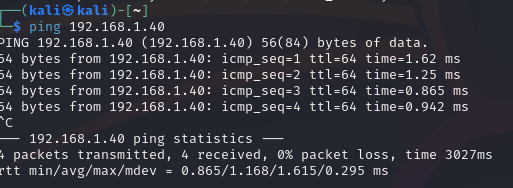 (kali㉿kali)-[~]
$ ping 192.168.1.40
PING 192.168.1.40 (192.168.1.40) 56(84) bytes of data.
64 bytes from 192.168.1.40: icmp_seq=1 ttl=64 time=1.62 ms
64 bytes from 192.168.1.40: icmp_seq=2 ttl=64 time=1.25 ms
64 bytes from 192.168.1.40: icmp_seq=3 ttl=64 time=0.865 ms
64 bytes from 192.168.1.40: icmp_seq=4 ttl=64 time=0.942 ms
^C
--- 192.168.1.40 ping statistics ---
4 packets transmitted, 4 received, 0% packet loss, time 3027ms
rtt min/avg/max/mdev = 0.865/1.168/1.615/0.295 ms